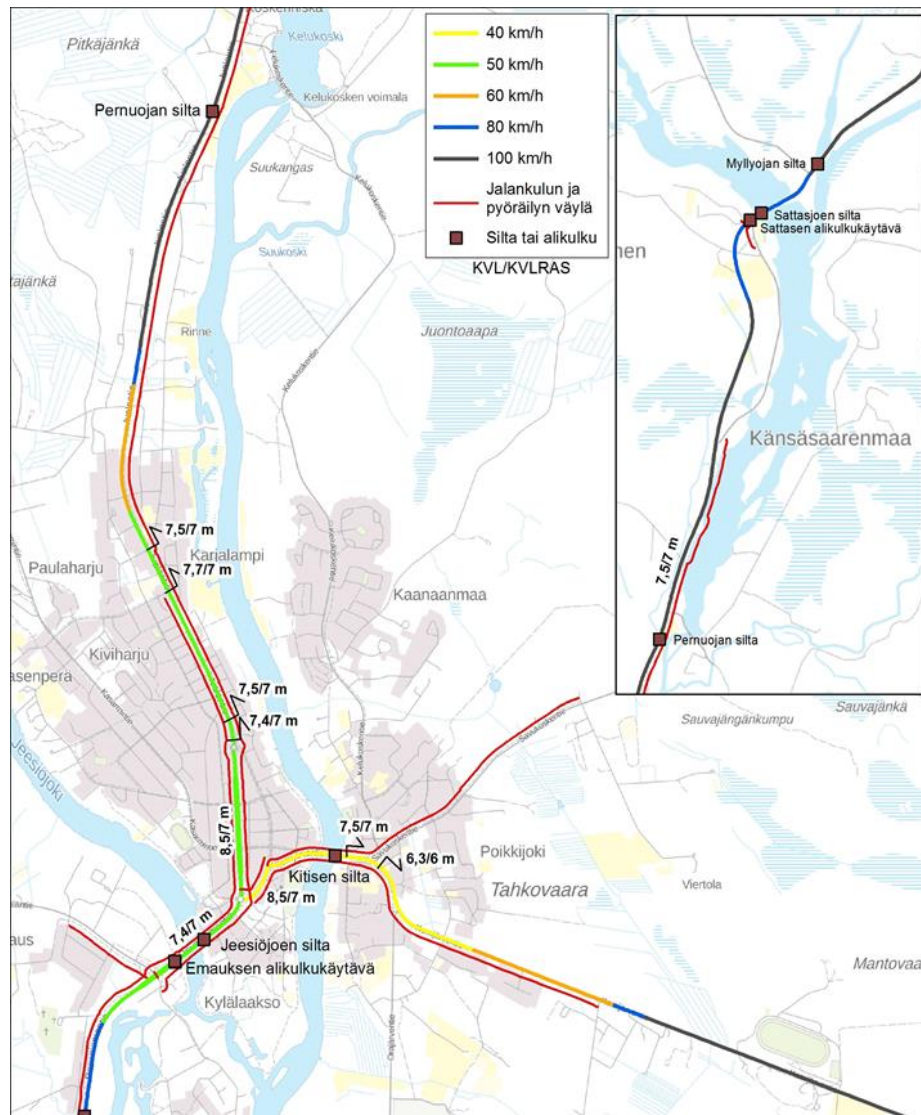 Kelukoski
Pitkäjänkä
Pernuojan silta
Kelukosken voimala
Suukangas
Suukoski
Juontoaapa
Rinne
40 km/h
50 km/h
60 km/h
80 km/h
100 km/h
Jalankulun ja
pyöräilyn väylä
Silta tai alikulku
KVL/KVLRAS
Myllyojan silta
Sattasjoen silta
Sattasen alikulkukäytävä
Känsäsaarenmaa
7,5/7 m
Pernuojan silta
7,5/7 m
Karjalampi
Paulaharju
7,7/7 m
Kaanaanmaa
Kiviharju
7,5/7 m
7,4/7 m
Sauvajängänkumpu
Sauvajänkä
Jeesiöjoki
8,5/7 m
7,5/7 m
6,3/6 m
Poikkijoki
Kitisen silta
Tahkovaara
Viertola
8,5/7 m
7,4/7 m
Jeesiöjoen silta
Emauksen alikulkukäytävä
Kylälaakso